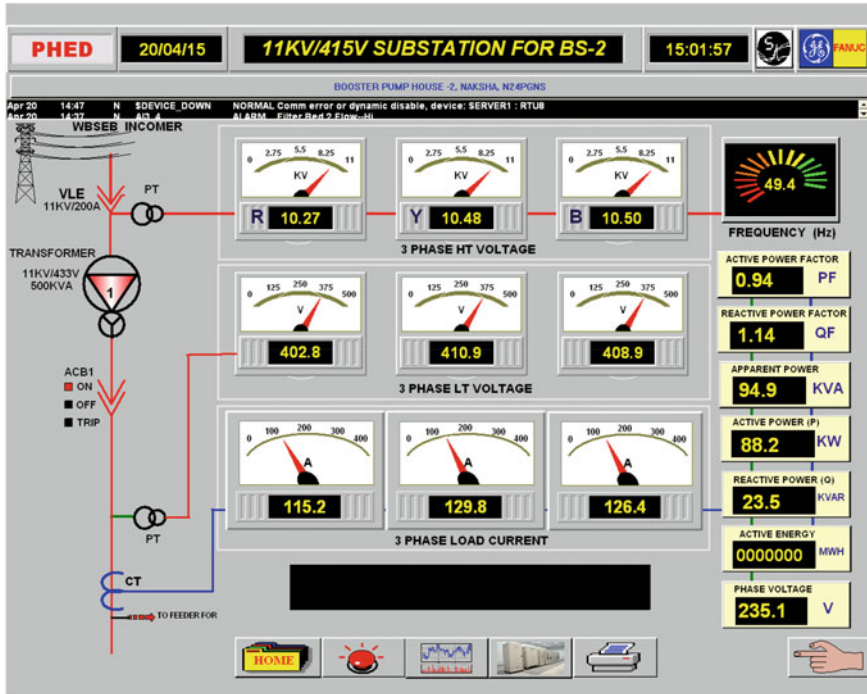 PHED
20/04/15
11KV/415V SUBSTATION FOR BS-2
15:01:57
FANUC
BOOSTER PUMP HOUSE -2, NAKSHA, N24PGNS
Apr 20 14:47 N $DEVICE_DOWN NORMAL Comm error or dynamic disable, device: SERVER1 : RTU8
Apr 20 14:37 N AI3_4 ALARM Filter Bed 2 Flow--Hi
WBSEB INCOMER
VLE
11KV/200A
PT
0 2.75 5.5 8.25 11
KV
R 10.27
0 2.75 5.5 8.25 11
KV
Y 10.48
0 2.75 5.5 8.25 11
KV
B 10.50
3 PHASE HT VOLTAGE
49.4
FREQUENCY (Hz)
TRANSFORMER
11KV/433V
500KVA
1
0 125 250 375 500
V
402.8
0 125 250 375 500
V
410.9
0 125 250 375 500
V
408.9
3 PHASE LT VOLTAGE
ACB1
ON
OFF
TRIP
0 100 200 300 400
A
115.2
0 100 200 300 400
A
129.8
0 100 200 300 400
A
126.4
3 PHASE LOAD CURRENT
PT
CT
TO FEEDER FOR
ACTIVE POWER FACTOR
0.94 PF
REACTIVE POWER FACTOR
1.14 QF
APPARENT POWER
94.9 KVA
ACTIVE POWER (P)
88.2 KW
REACTIVE POWER (Q)
23.5 KVAR
ACTIVE ENERGY
0000000 MWH
PHASE VOLTAGE
235.1 V
HOME